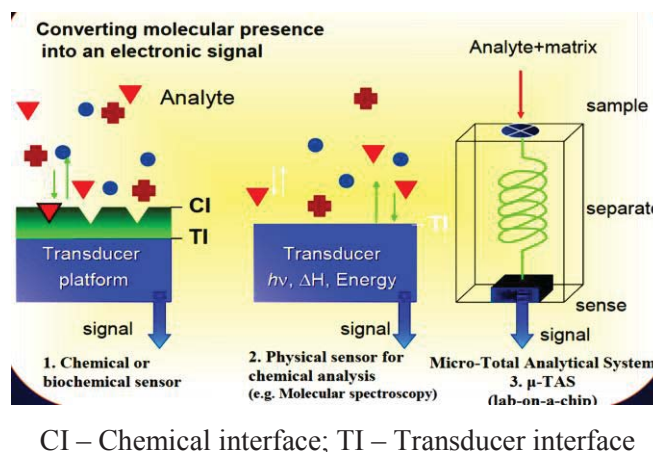 Converting molecular presence
into an electronic signal
Analyte
CI
TI
Transducer
platform
signal
1. Chemical or
biochemical sensor
TI
Transducer
hν, ΔH, Energy
signal
2. Physical sensor for
chemical analysis
(e.g. Molecular spectroscopy)
Analyte+matrix
sample
separate
sense
signal
Micro-Total Analytical System
3. µ-TAS
(lab-on-a-chip)
CI – Chemical interface; TI – Transducer interface